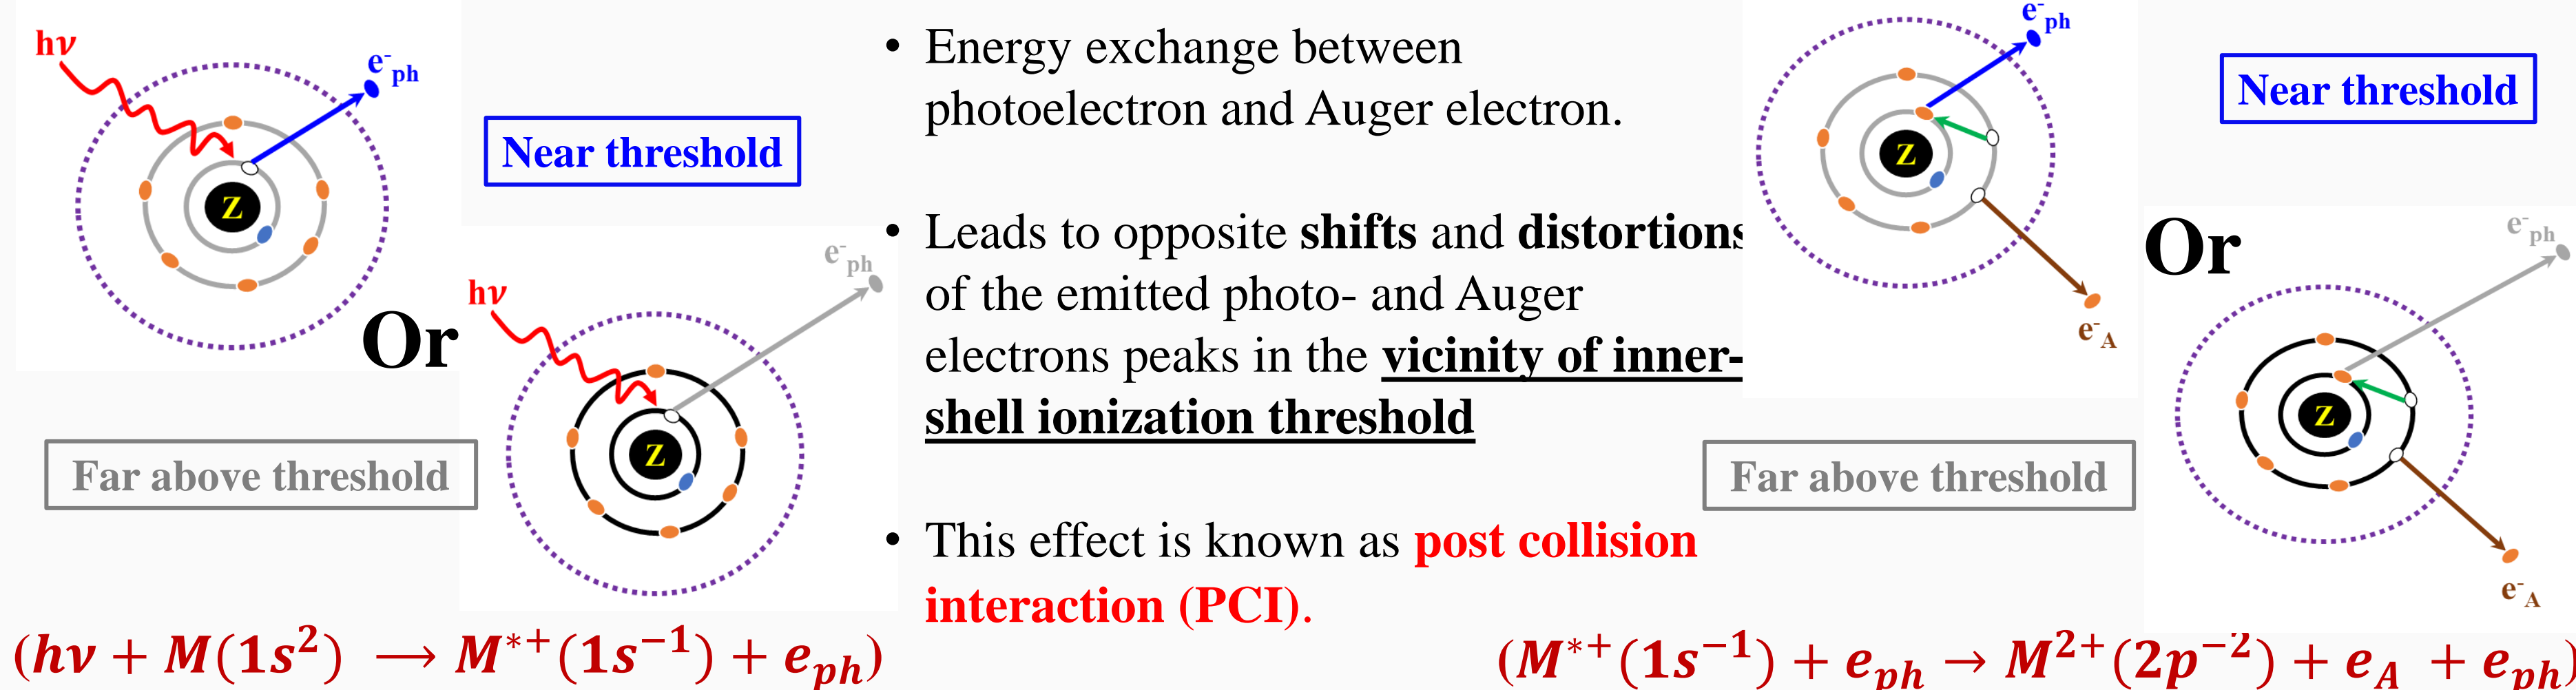 hν
e⁻ph
Near threshold
Z
Or
hν
e⁻ph
Z
Far above threshold
(hν + M(1s²) ⟶ M*⁺(1s⁻¹) + eₚₕ)
• Energy exchange between
photoelectron and Auger electron.
• Leads to opposite shifts and distortions
of the emitted photo- and Auger
electrons peaks in the vicinity of inner-
shell ionization threshold
• This effect is known as post collision
interaction (PCI).
e⁻ph
Near threshold
Z
e⁻A
Or
e⁻ph
Z
Far above threshold
e⁻A
(M*⁺(1s⁻¹) + eₚₕ → M²⁺(2p⁻²) + e_A + eₚₕ)